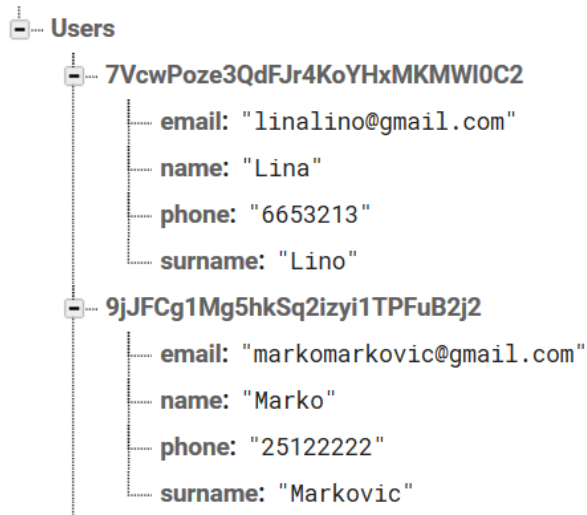 Users
7VcwPoze3QdFJr4KoYHxMKMWl0C2
email: "linalino@gmail.com"
name: "Lina"
phone: "6653213"
surname: "Lino"
9jJFCg1Mg5hkSq2izyi1TPFuB2j2
email: "markomarkovic@gmail.com"
name: "Marko"
phone: "25122222"
surname: "Markovic"